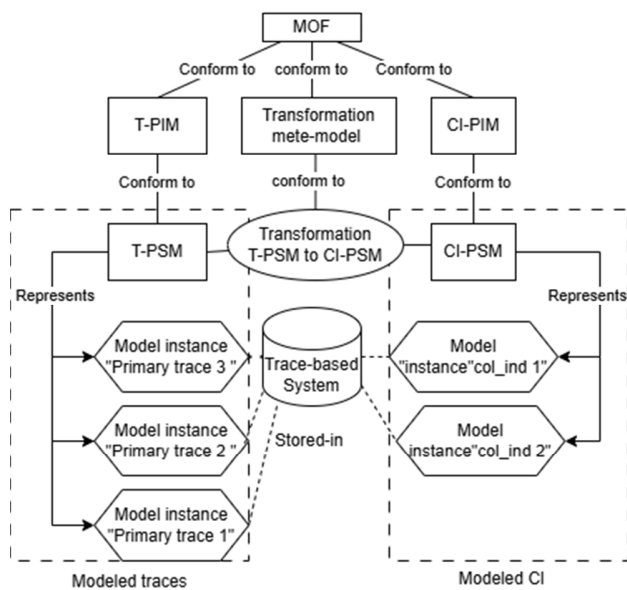 MOF
Conform to
conform to
Conform to
T-PIM
Transformation
mete-model
CI-PIM
Conform to
conform to
Conform to
T-PSM
Transformation
T-PSM to CI-PSM
CI-PSM
Represents
Represents
Model instance
"Primary trace 3 "
Trace-based
System
Model
"instance"col_ind 1"
Model instance
"Primary trace 2 "
Stored-in
Model
instance"col_ind 2"
Model instance
"Primary trace 1"
Modeled traces
Modeled CI